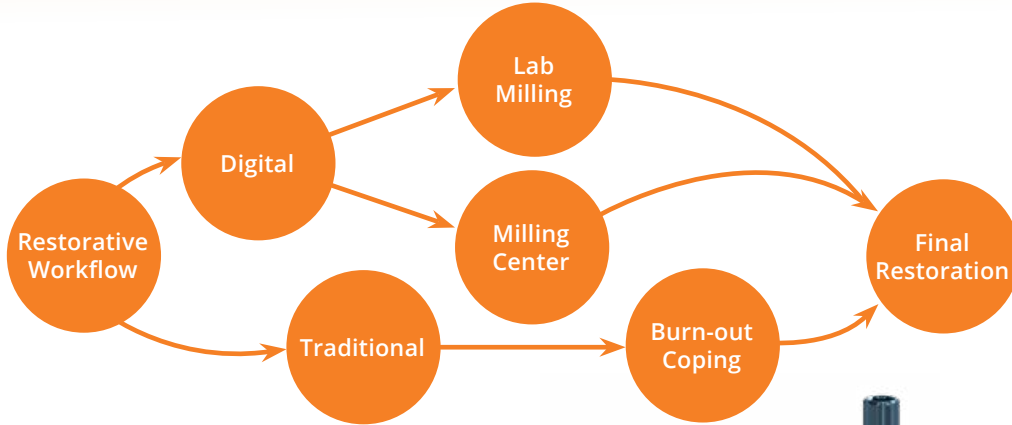 Lab
Milling
Digital
Restorative
Workflow
Milling
Center
Final
Restoration
Traditional
Burn-out
Coping